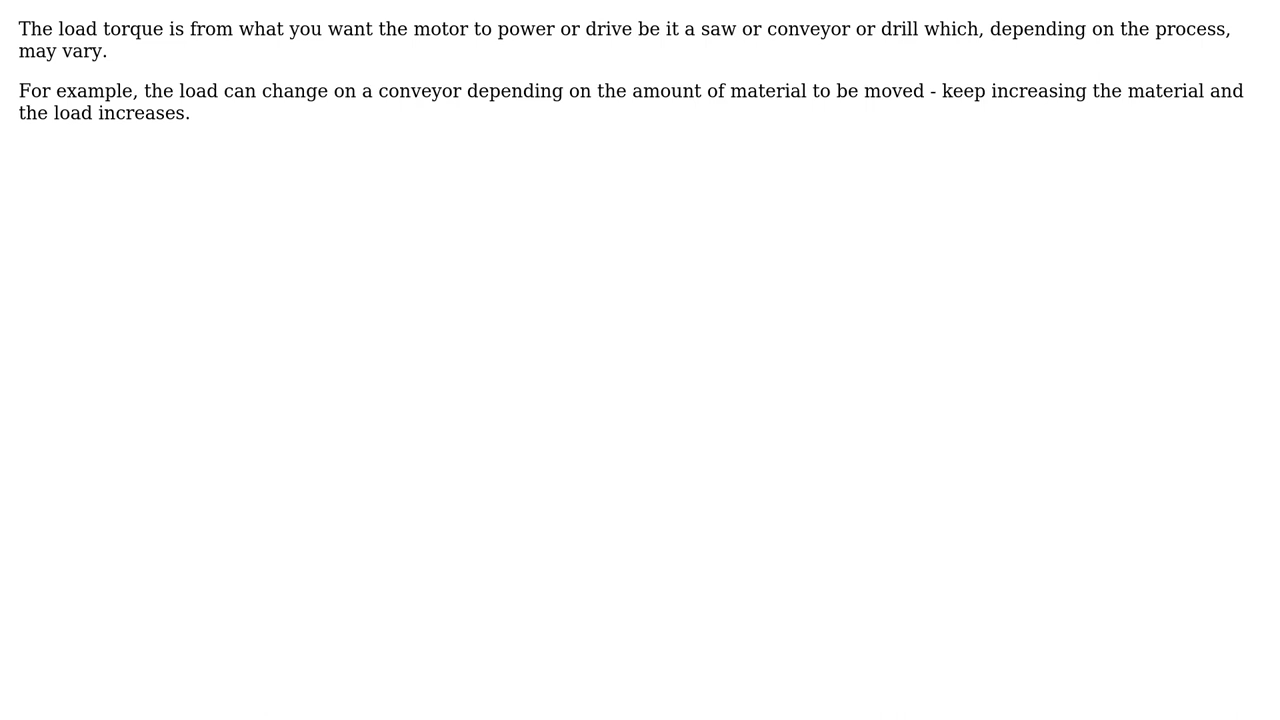 The load torque is from what you want the motor to power or drive be it a saw or conveyor or drill which, depending on the process,
may vary.
For example, the load can change on a conveyor depending on the amount of material to be moved - keep increasing the material and
the load increases.